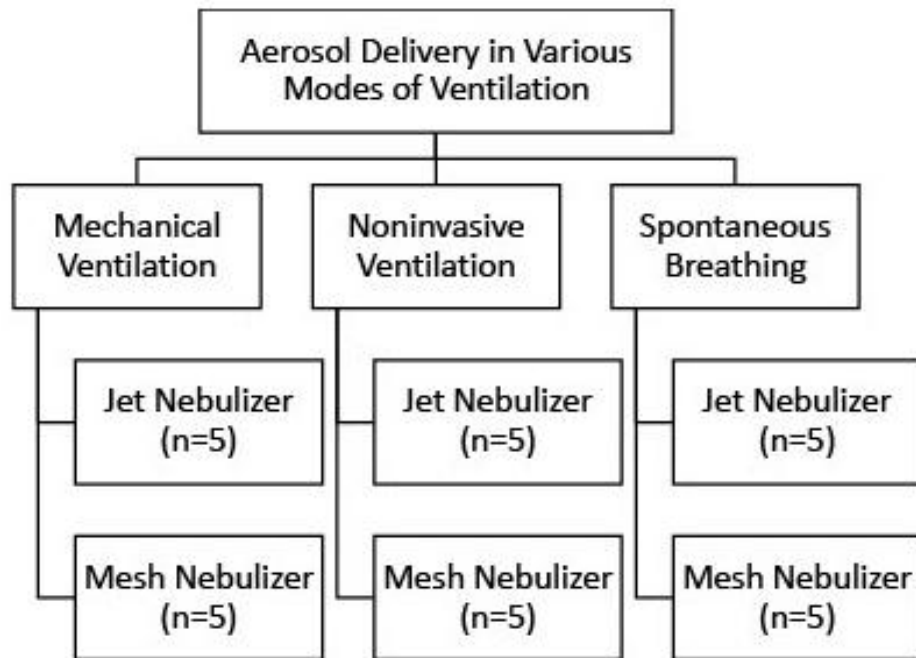 Aerosol Delivery in Various
Modes of Ventilation
Mechanical
Ventilation
Noninvasive
Ventilation
Spontaneous
Breathing
Jet Nebulizer
(n=5)
Jet Nebulizer
(n=5)
Jet Nebulizer
(n=5)
Mesh Nebulizer
(n=5)
Mesh Nebulizer
(n=5)
Mesh Nebulizer
(n=5)